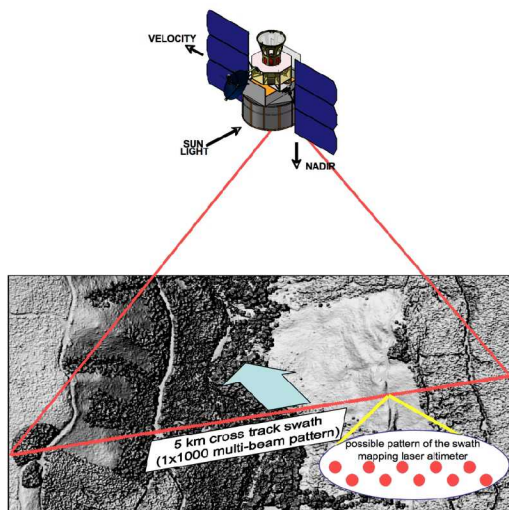 VELOCITY
SUN
LIGHT
NADIR
5 km cross track swath
(1x1000 multi-beam pattern)
possible pattern of the swath
mapping laser altimeter